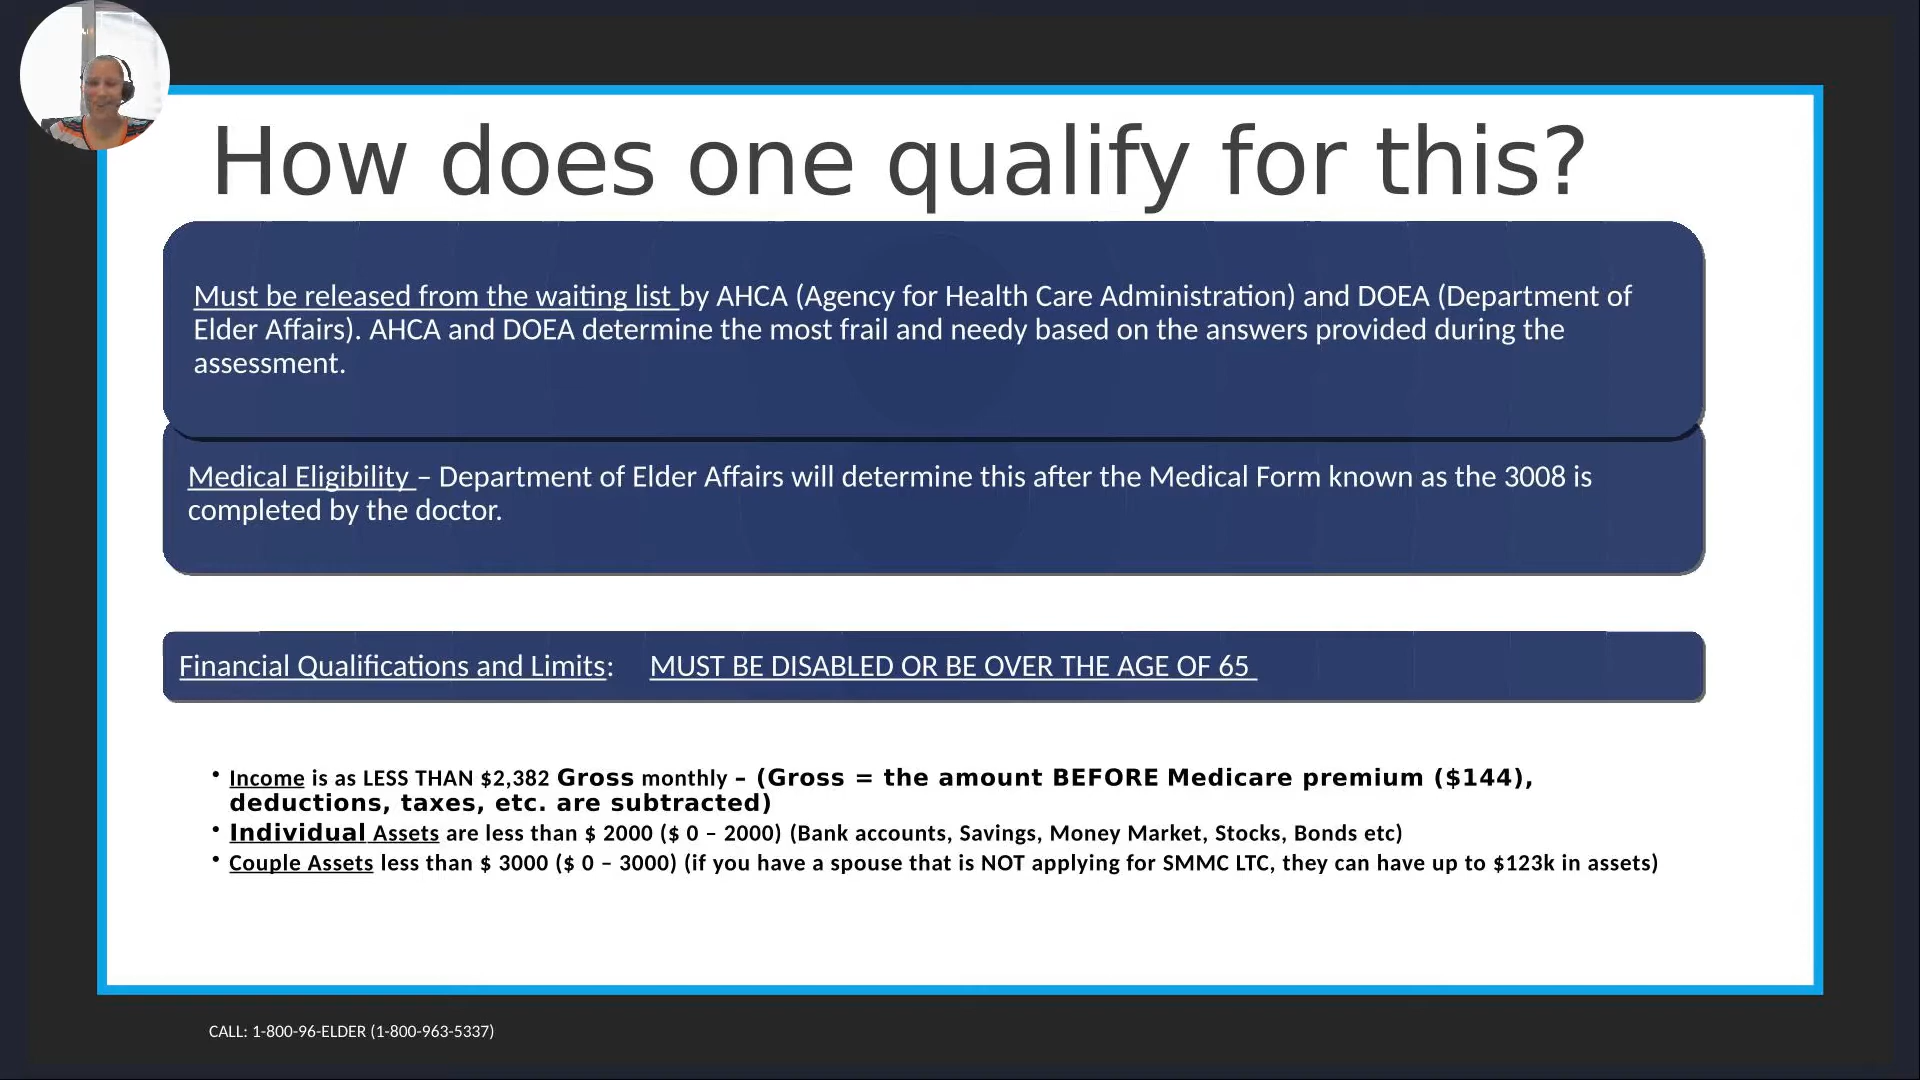 How does one qualify for this?
Must be released from the waiting list by AHCA (Agency for Health Care Administration) and DOEA (Department of
Elder Affairs). AHCA and DOEA determine the most frail and needy based on the answers provided during the
assessment.
Medical Eligibility – Department of Elder Affairs will determine this after the Medical Form known as the 3008 is
completed by the doctor.
Financial Qualifications and Limits: MUST BE DISABLED OR BE OVER THE AGE OF 65
• Income is as LESS THAN $2,382 Gross monthly – (Gross = the amount BEFORE Medicare premium ($144),
deductions, taxes, etc. are subtracted)
• Individual Assets are less than $ 2000 ($ 0 – 2000) (Bank accounts, Savings, Money Market, Stocks, Bonds etc)
• Couple Assets less than $ 3000 ($ 0 – 3000) (if you have a spouse that is NOT applying for SMMC LTC, they can have up to $123k in assets)
CALL: 1-800-96-ELDER (1-800-963-5337)